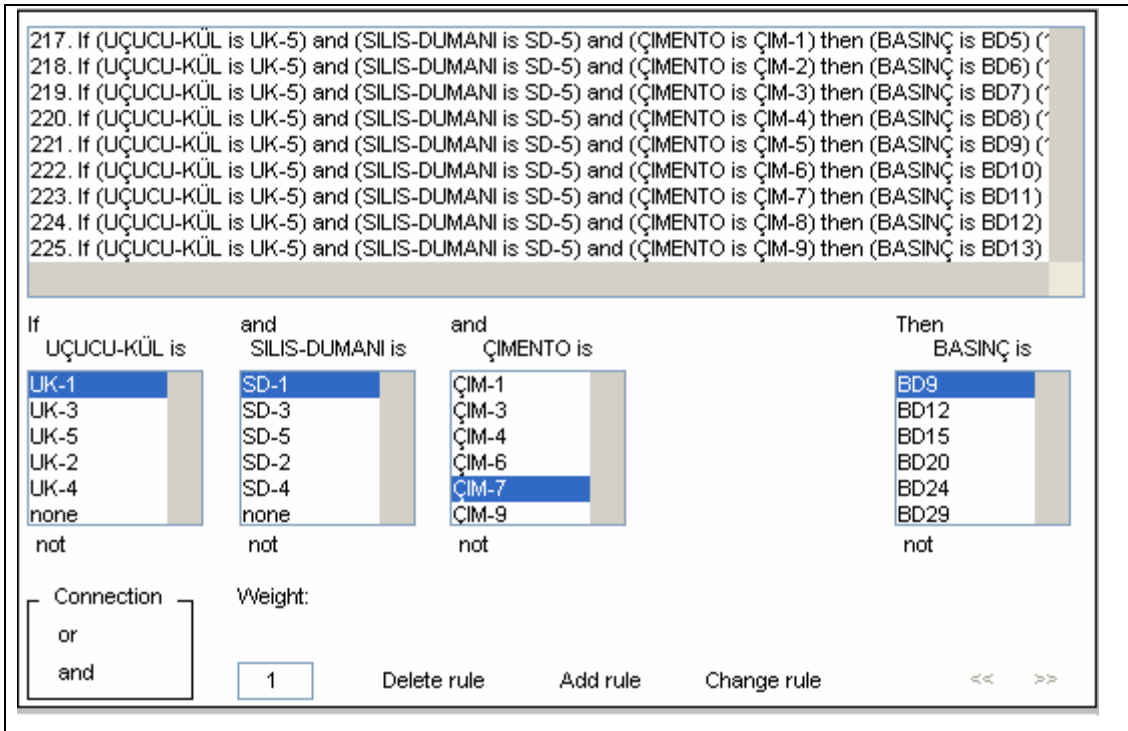 217. If (UÇUCU-KÜL is UK-5) and (SILIS-DUMANI is SD-5) and (ÇIMENTO is ÇIM-1) then (BASINÇ is BD5) (
218. If (UÇUCU-KÜL is UK-5) and (SILIS-DUMANI is SD-5) and (ÇIMENTO is ÇIM-2) then (BASINÇ is BD6) (
219. If (UÇUCU-KÜL is UK-5) and (SILIS-DUMANI is SD-5) and (ÇIMENTO is ÇIM-3) then (BASINÇ is BD7) (
220. If (UÇUCU-KÜL is UK-5) and (SILIS-DUMANI is SD-5) and (ÇIMENTO is ÇIM-4) then (BASINÇ is BD8) (
221. If (UÇUCU-KÜL is UK-5) and (SILIS-DUMANI is SD-5) and (ÇIMENTO is ÇIM-5) then (BASINÇ is BD9) (
222. If (UÇUCU-KÜL is UK-5) and (SILIS-DUMANI is SD-5) and (ÇIMENTO is ÇIM-6) then (BASINÇ is BD10)
223. If (UÇUCU-KÜL is UK-5) and (SILIS-DUMANI is SD-5) and (ÇIMENTO is ÇIM-7) then (BASINÇ is BD11)
224. If (UÇUCU-KÜL is UK-5) and (SILIS-DUMANI is SD-5) and (ÇIMENTO is ÇIM-8) then (BASINÇ is BD12)
225. If (UÇUCU-KÜL is UK-5) and (SILIS-DUMANI is SD-5) and (ÇIMENTO is ÇIM-9) then (BASINÇ is BD13)
If and and Then
UÇUCU-KÜL is SILIS-DUMANI is ÇIMENTO is BASINÇ is
UK-1 SD-1 ÇIM-1 BD9
UK-3 SD-3 ÇIM-3 BD12
UK-5 SD-5 ÇIM-4 BD15
UK-2 SD-2 ÇIM-6 BD20
UK-4 SD-4 ÇIM-7 BD24
none none ÇIM-9 BD29
not not not not
Connection Weight:
or
and 1 Delete rule Add rule Change rule << >>